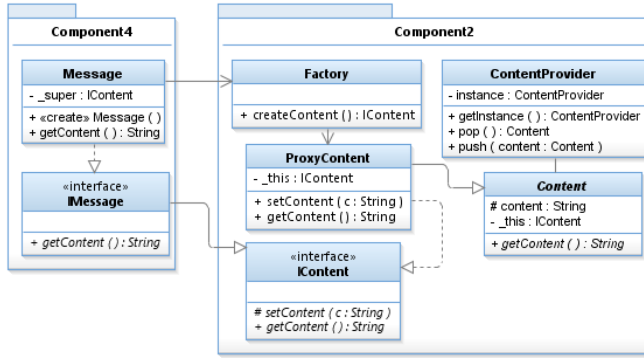 Component4
Message
- _super : IContent
+ «create» Message ( )
+ getContent ( ) : String
«interface»
IMessage
+ getContent ( ) : String
Component2
Factory
+ createContent ( ) : IContent
ContentProvider
- instance : ContentProvider
+ getInstance ( ) : ContentProvider
+ pop ( ) : Content
+ push ( content : Content )
ProxyContent
- _this : IContent
+ setContent ( c : String )
+ getContent ( ) : String
Content
# content : String
- _this : IContent
+ getContent ( ) : String
«interface»
IContent
# setContent ( c : String )
+ getContent ( ) : String